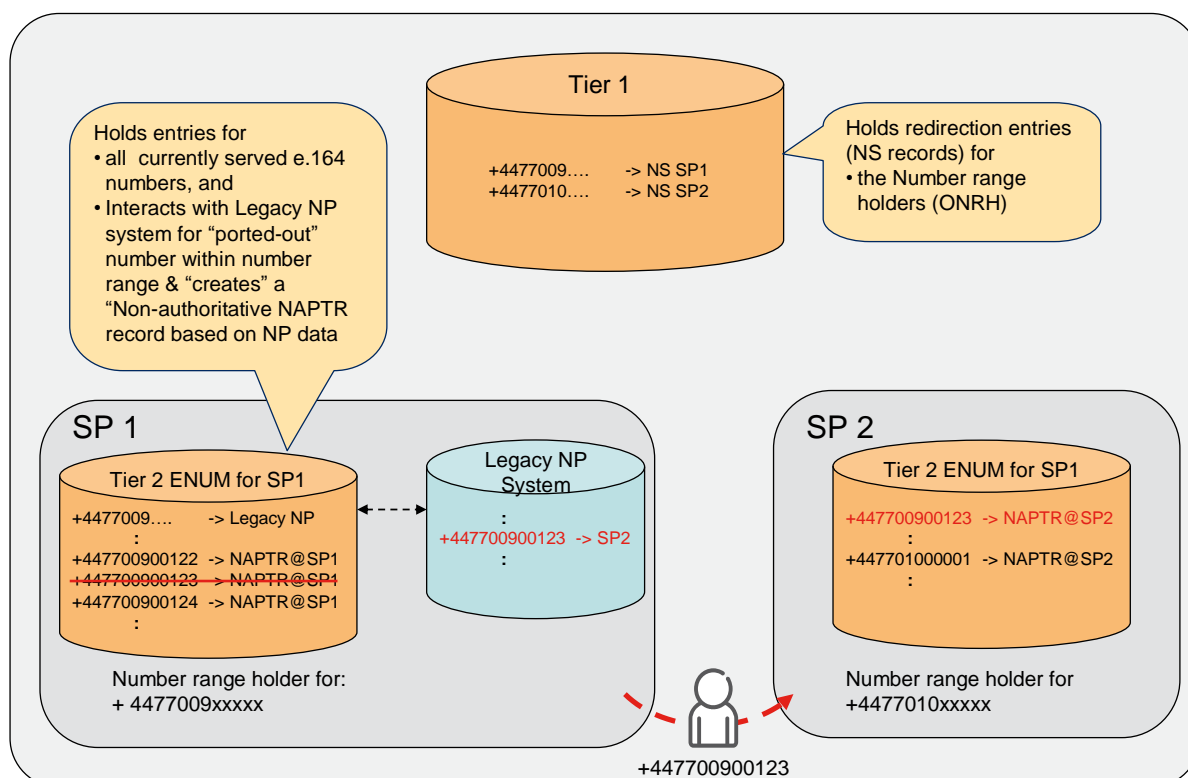 Tier 1
+4477009.... -> NS SP1
+4477010.... -> NS SP2
Holds entries for
• all currently served e.164
numbers, and
• Interacts with Legacy NP
system for “ported-out”
number within number
range & “creates” a
“Non-authoritative NAPTR
record based on NP data
Holds redirection entries
(NS records) for
• the Number range
holders (ONRH)
SP 1
Tier 2 ENUM for SP1
+4477009.... -> Legacy NP
:
+447700900122 -> NAPTR@SP1
+447700900123 -> NAPTR@SP1
+447700900124 -> NAPTR@SP1
:
Legacy NP
System
:
+447700900123 -> SP2
:
Number range holder for:
+ 4477009xxxxx
SP 2
Tier 2 ENUM for SP1
+447700900123 -> NAPTR@SP2
:
+447701000001 -> NAPTR@SP2
:
Number range holder for
+4477010xxxxx
+447700900123